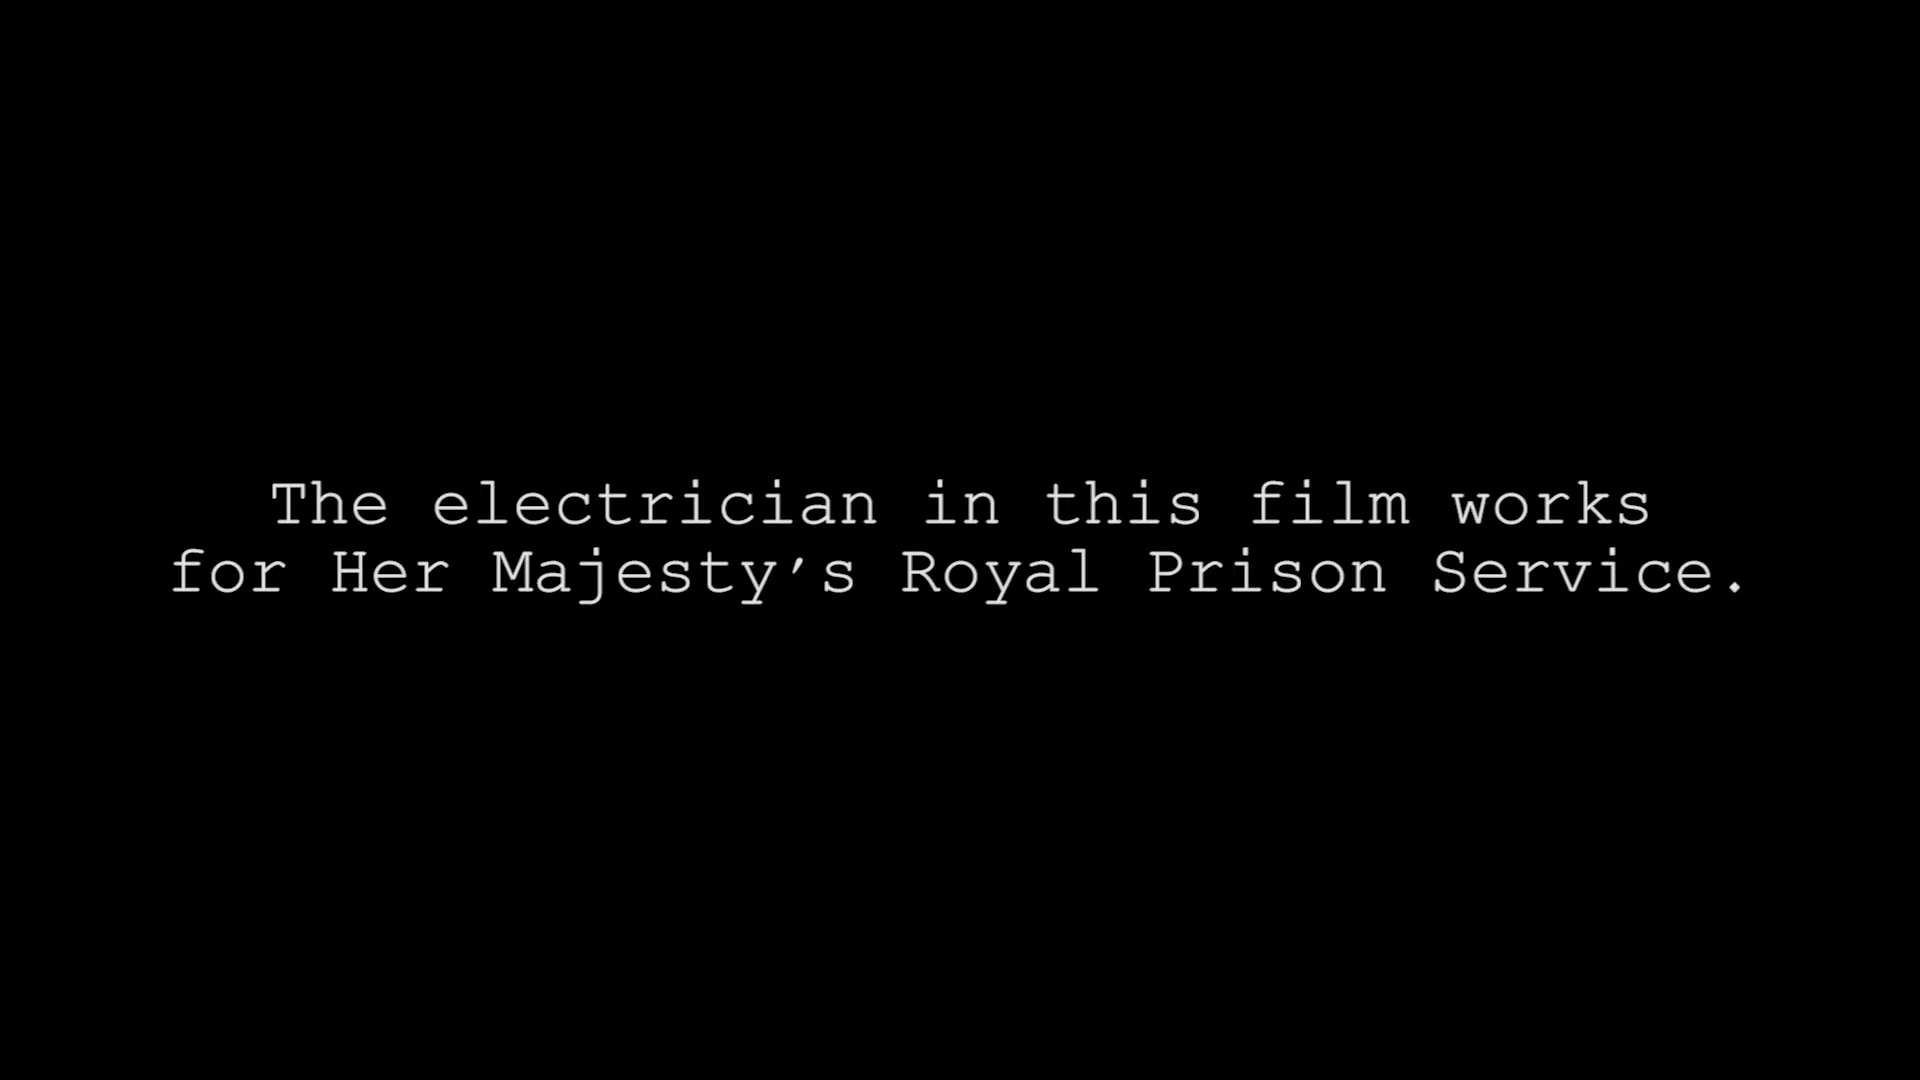 The electrician in this film works
for Her Majesty’s Royal Prison Service.